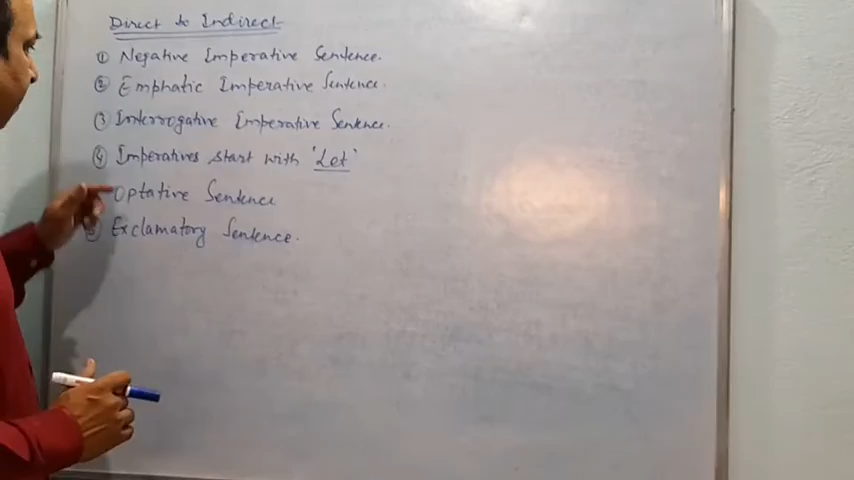 Direct to Indirect
① Negative Imperative Sentence.
② Emphatic Imperative Sentence.
③ Interrogative Imperative Sentence.
④ Imperatives start with 'Let'
Optative Sentence
Exclamatory Sentence.